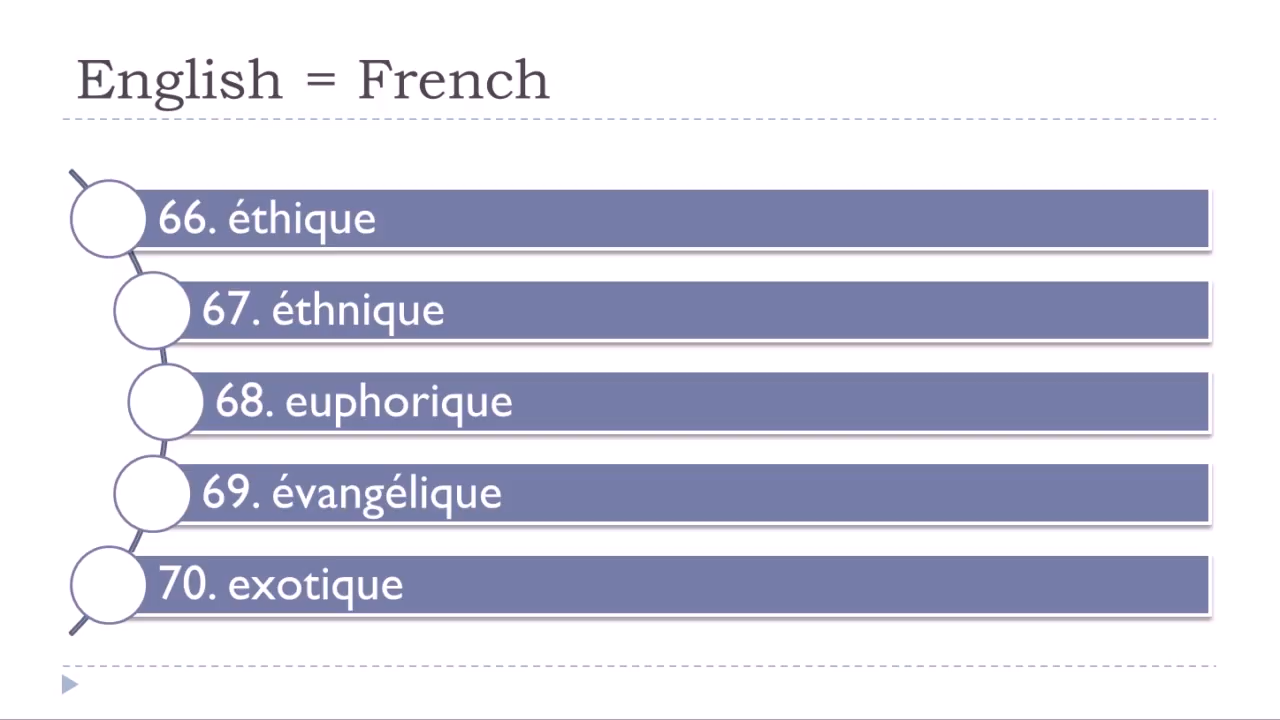 English = French
66. éthique
67. éthnique
68. euphorique
69. évangélique
70. exotique